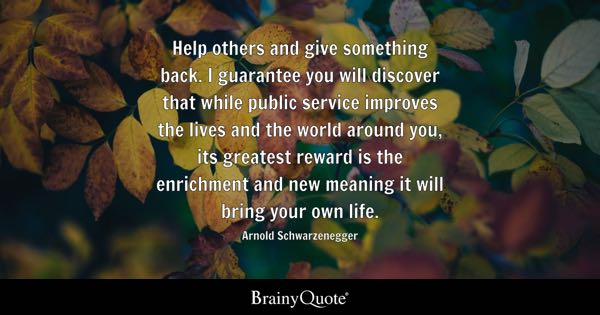 Help others and give something
back. I guarantee you will discover
that while public service improves
the lives and the world around you,
its greatest reward is the
enrichment and new meaning it will
bring your own life.
Arnold Schwarzenegger
BrainyQuote®